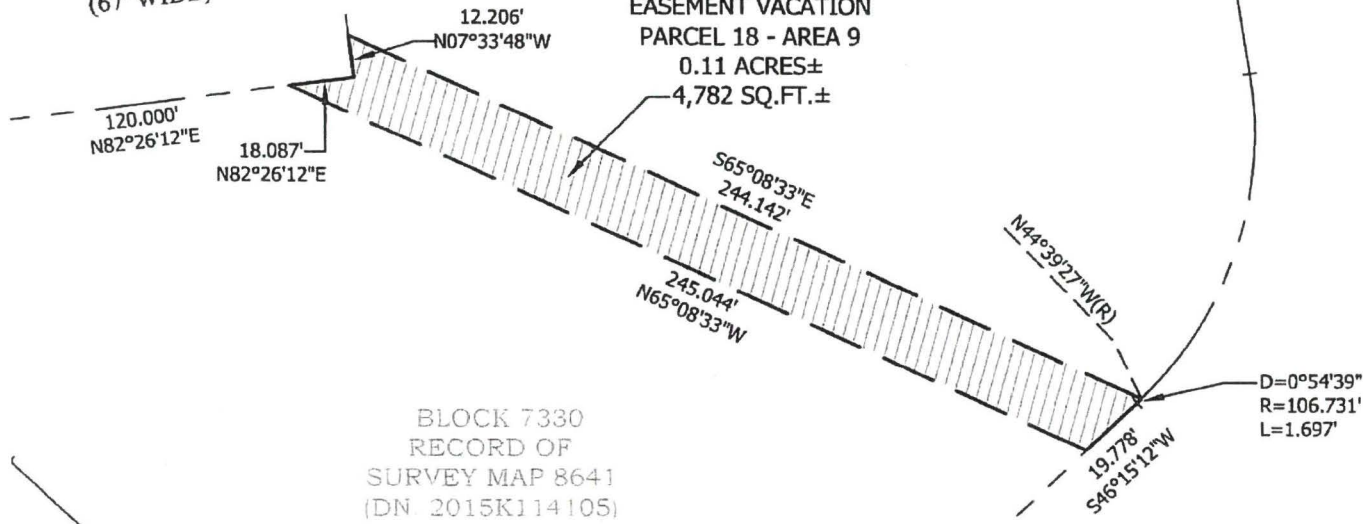 (67' WIDE)
12.206'
N07°33'48"W
EASEMENT VACATION
PARCEL 18 - AREA 9
0.11 ACRES±
4,782 SQ.FT.±
120.000'
N82°26'12"E
18.087'
N82°26'12"E
S65°08'33"E
244.142'
245.044'
N65°08'33"W
N44°39'27"W(R)
D=0°54'39"
R=106.731'
L=1.697'
19.778'
S46°15'12"W
BLOCK 7330
RECORD OF
SURVEY MAP 8641
(DN 2015K114105)